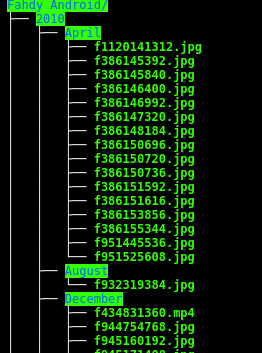 Fahdy Android/
├── 2010
│   ├── April
│   │   ├── f1120141312.jpg
│   │   ├── f386145392.jpg
│   │   ├── f386145840.jpg
│   │   ├── f386146400.jpg
│   │   ├── f386146992.jpg
│   │   ├── f386147320.jpg
│   │   ├── f386148184.jpg
│   │   ├── f386150696.jpg
│   │   ├── f386150720.jpg
│   │   ├── f386150736.jpg
│   │   ├── f386151592.jpg
│   │   ├── f386151616.jpg
│   │   ├── f386153856.jpg
│   │   ├── f386155344.jpg
│   │   ├── f951445536.jpg
│   │   └── f951525608.jpg
│   ├── August
│   │   └── f932319384.jpg
│   ├── December
│   │   ├── f434831360.mp4
│   │   ├── f944754768.jpg
│   │   ├── f945160192.jpg